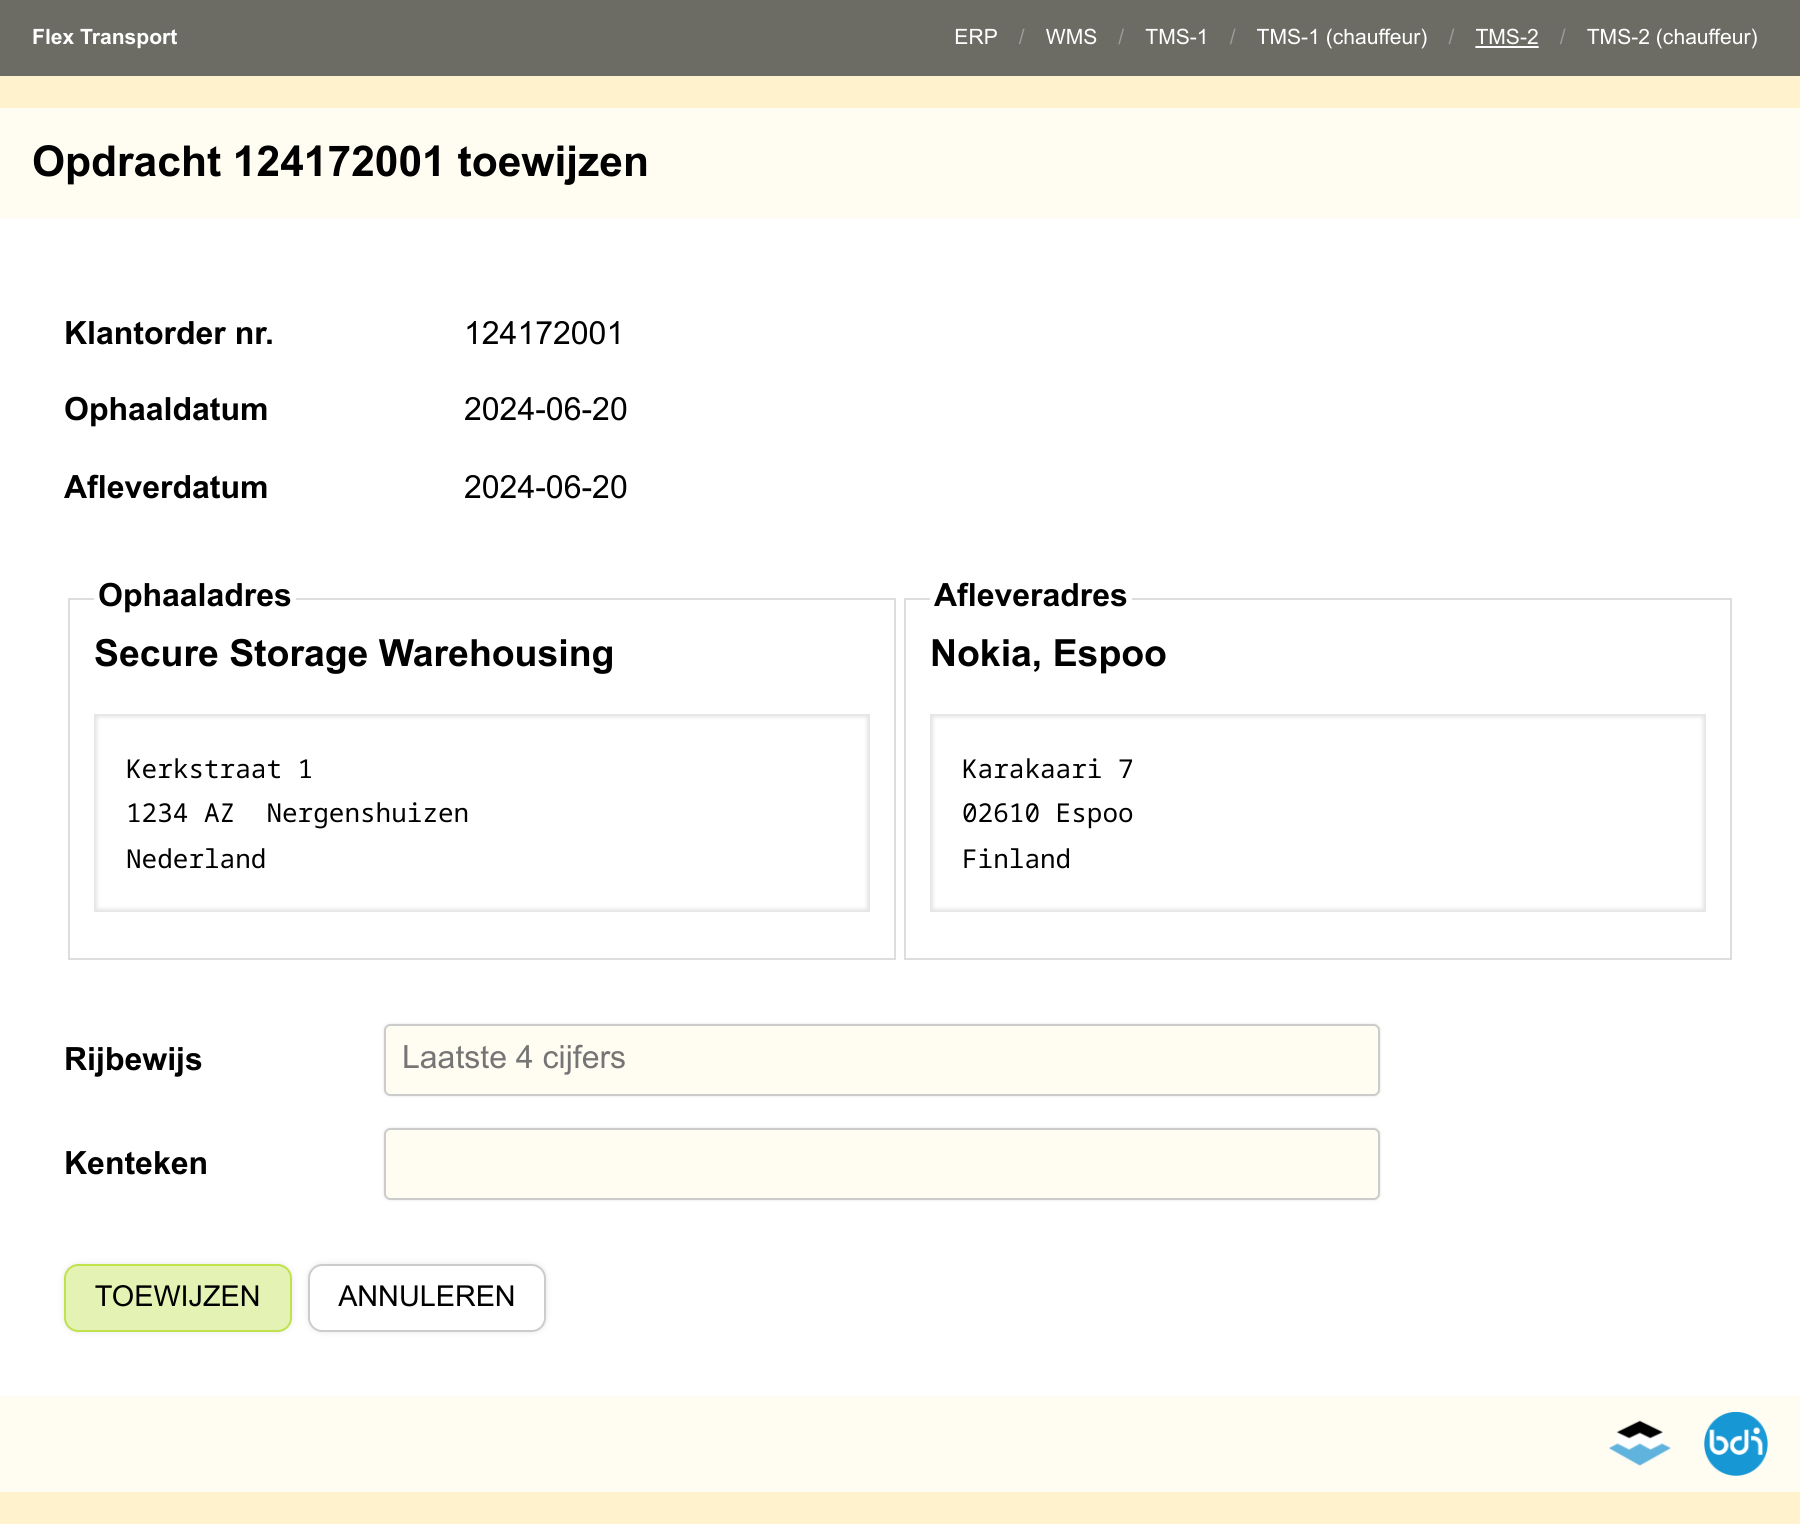 Flex Transport
ERP / WMS / TMS-1 / TMS-1 (chauffeur) / TMS-2 / TMS-2 (chauffeur)
Opdracht 124172001 toewijzen
Klantorder nr. 124172001
Ophaaldatum 2024-06-20
Afleverdatum 2024-06-20
Ophaaladres
Secure Storage Warehousing
Kerkstraat 1
1234 AZ  Nergenshuizen
Nederland
Afleveradres
Nokia, Espoo
Karakaari 7
02610 Espoo
Finland
Rijbewijs Laatste 4 cijfers
Kenteken
TOEWIJZEN ANNULEREN
bdi